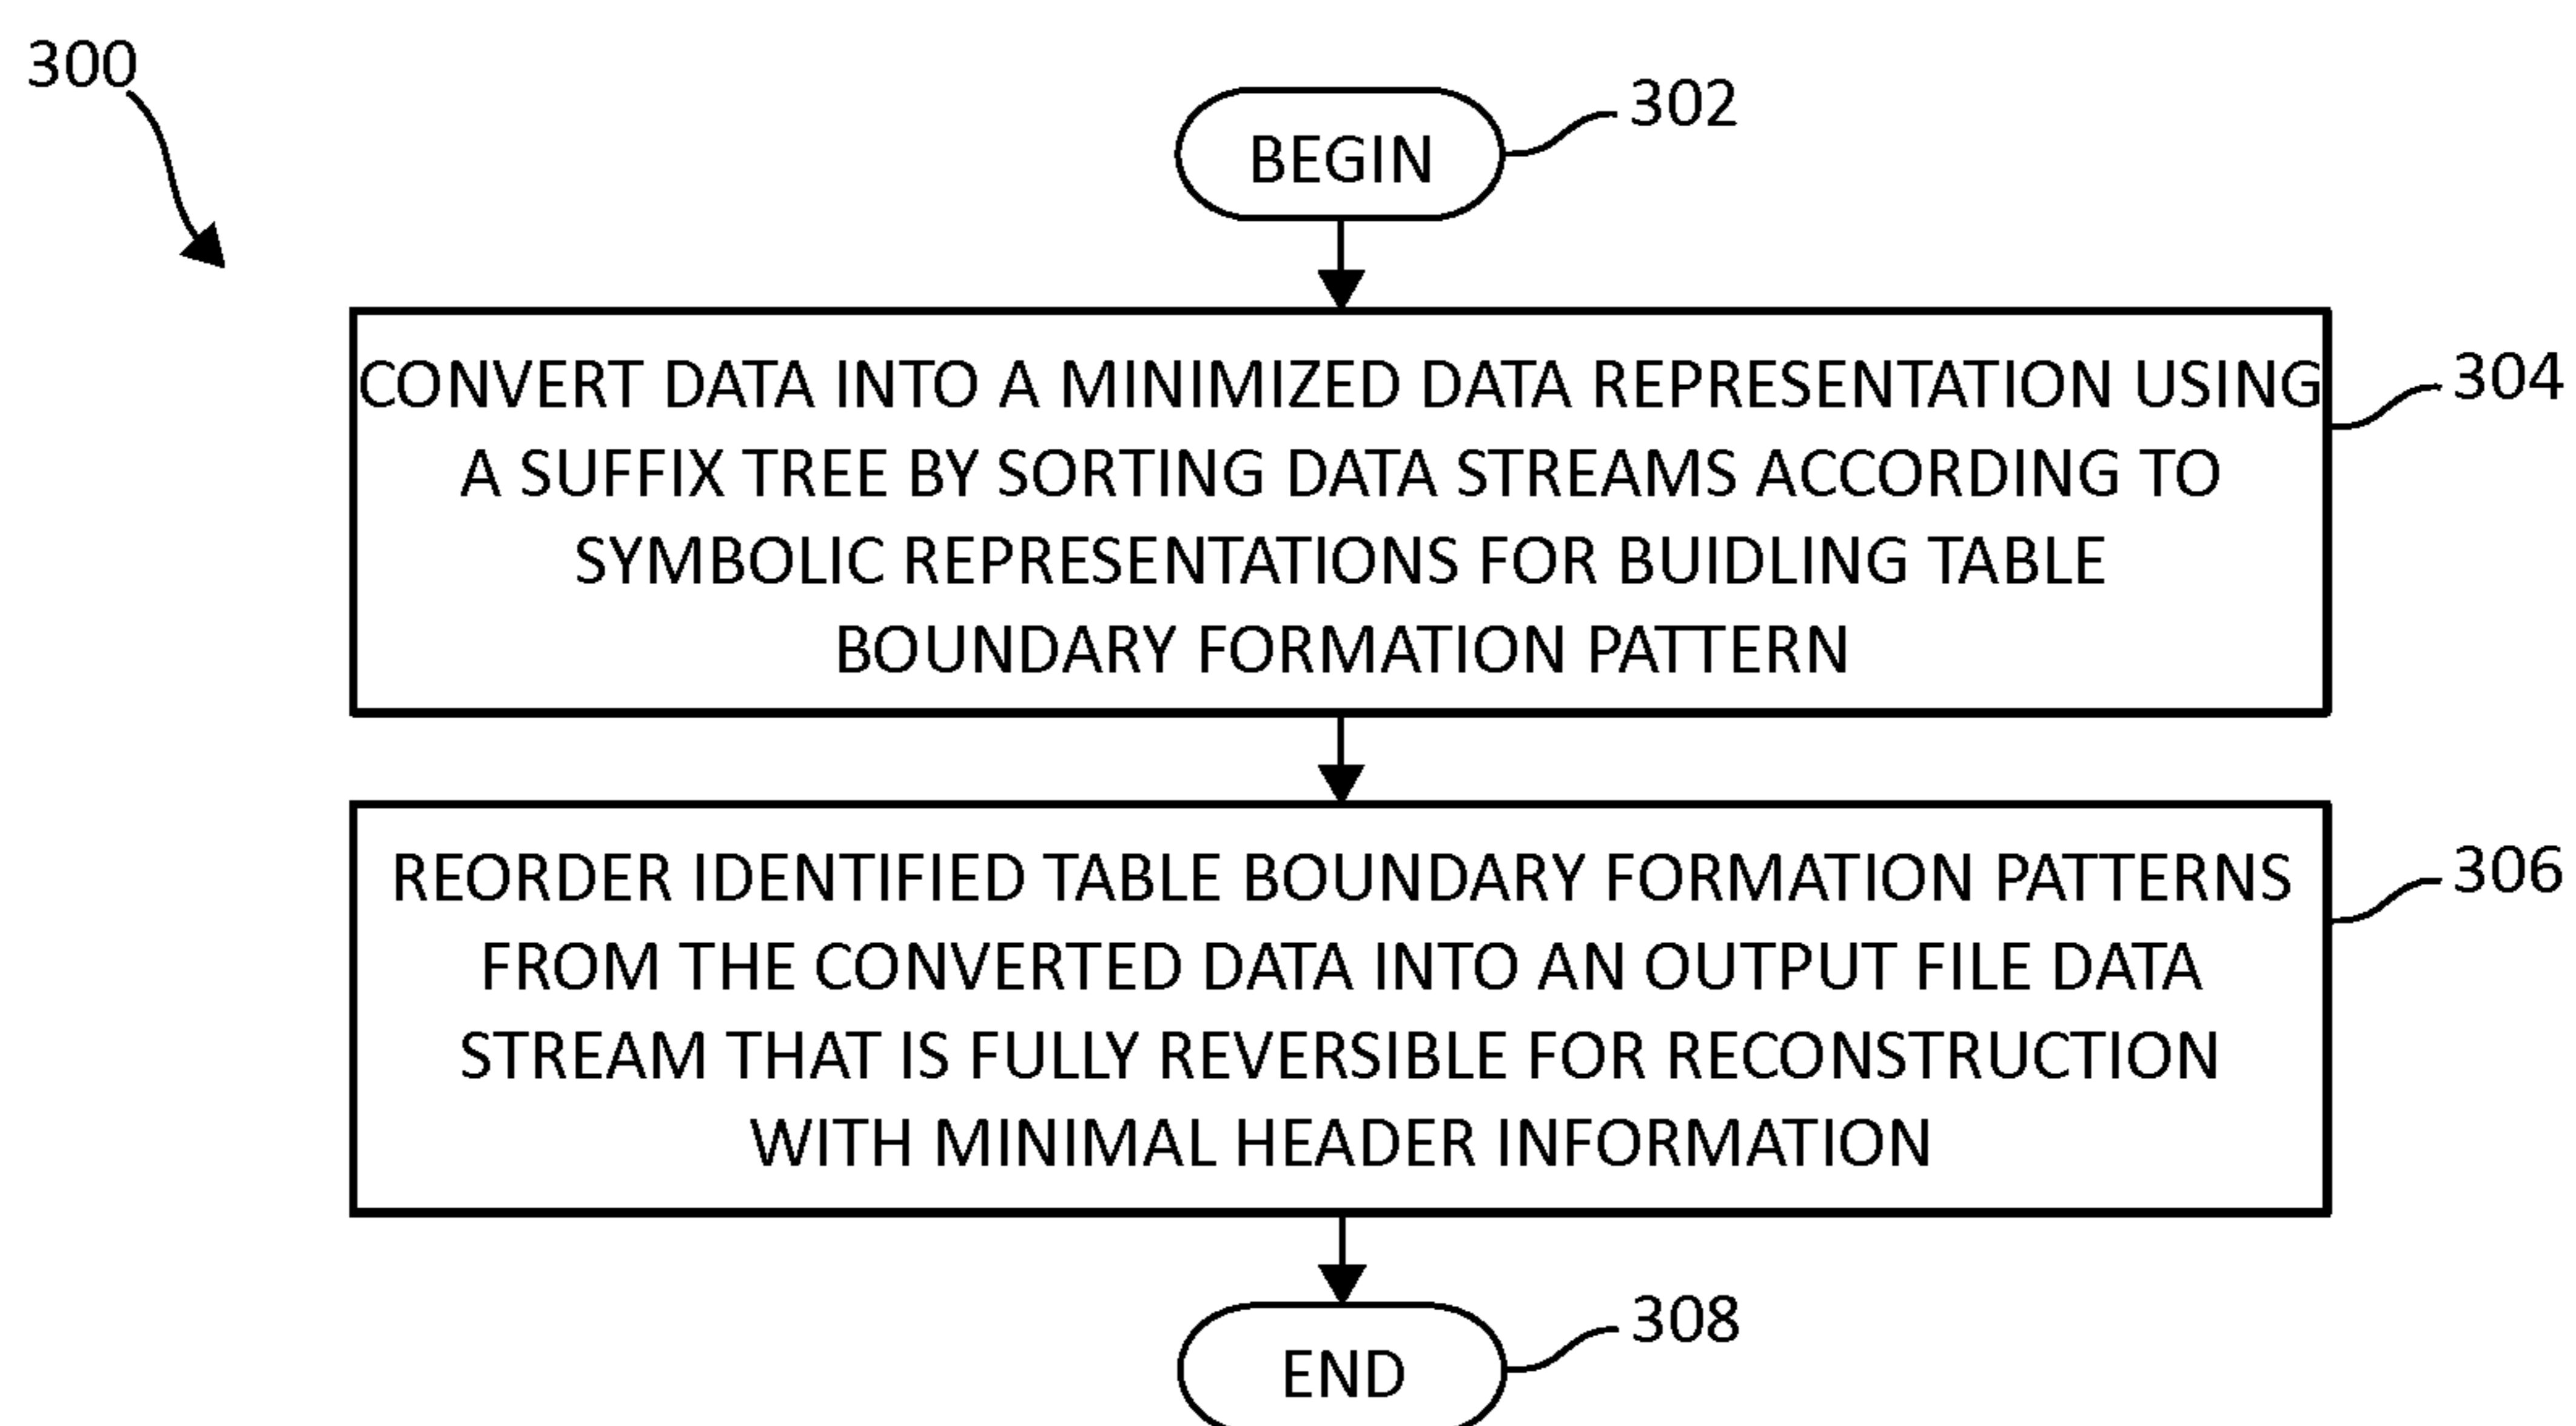 300
302
BEGIN
CONVERT DATA INTO A MINIMIZED DATA REPRESENTATION USING
304
A SUFFIX TREE BY SORTING DATA STREAMS ACCORDING TO
SYMBOLIC REPRESENTATIONS FOR BUIDLING TABLE
BOUNDARY FORMATION PATTERN
REORDER IDENTIFIED TABLE BOUNDARY FORMATION PATTERNS
306
FROM THE CONVERTED DATA INTO AN OUTPUT FILE DATA
STREAM THAT IS FULLY REVERSIBLE FOR RECONSTRUCTION
WITH MINIMAL HEADER INFORMATION
308
END